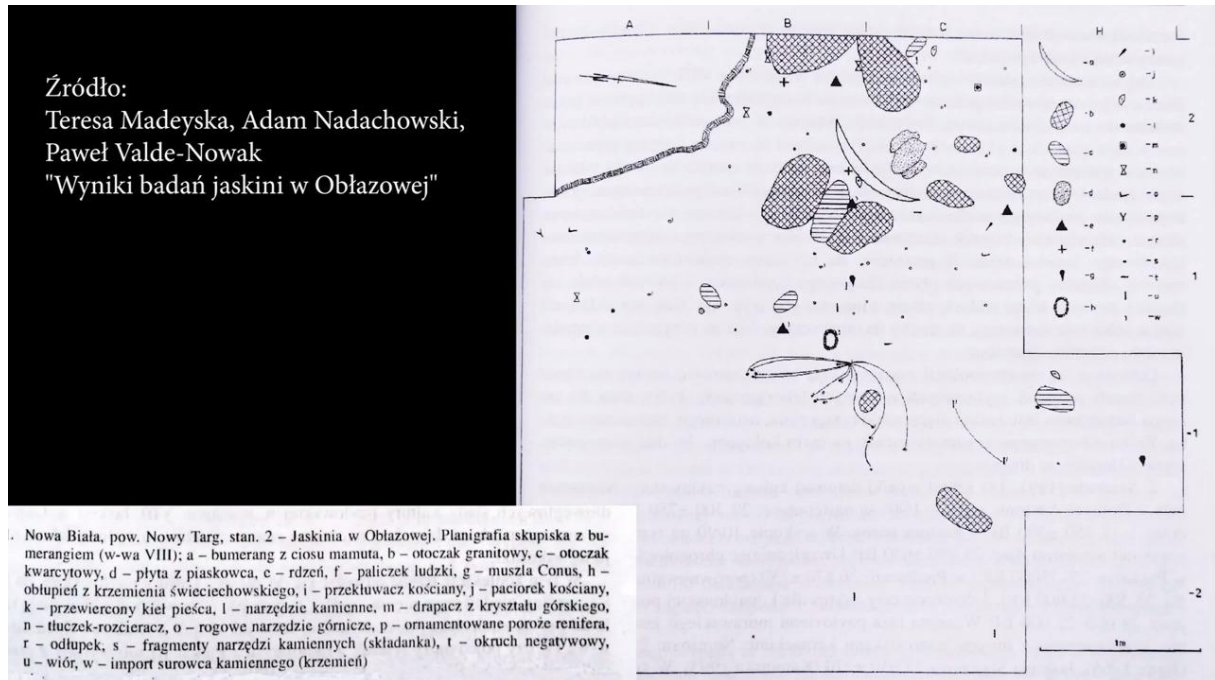 Źródło:
Teresa Madeyska, Adam Nadachowski,
Paweł Valde-Nowak
"Wyniki badań jaskini w Obłazowej"
A
B
C
H
2
1
-1
-2
1m
Nowa Biała, pow. Nowy Targ, stan. 2 – Jaskinia w Obłazowej. Planigrafia skupiska z bu-
merangiem (w-wa VIII); a – bumerang z ciosu mamuta, b – otoczak granitowy, c – otoczak
kwarcytowy, d – płyta z piaskowca, e – rdzeń, f – paliczek ludzki, g – muszla Conus, h –
obłupień z krzemienia świeciechowskiego, i – przekłuwacz kościany, j – paciorek kościany,
k – przewiercony kieł pieśca, l – narzędzie kamienne, m – drapacz z kryształu górskiego,
n – tłuczek-rozcieracz, o – rogowe narzędzie górnicze, p – ornamentowane poroże renifera,
r – odłupek, s – fragmenty narzędzi kamiennych (składanka), t – okruch negatywowy,
u – wiór, w – import surowca kamiennego (krzemień)